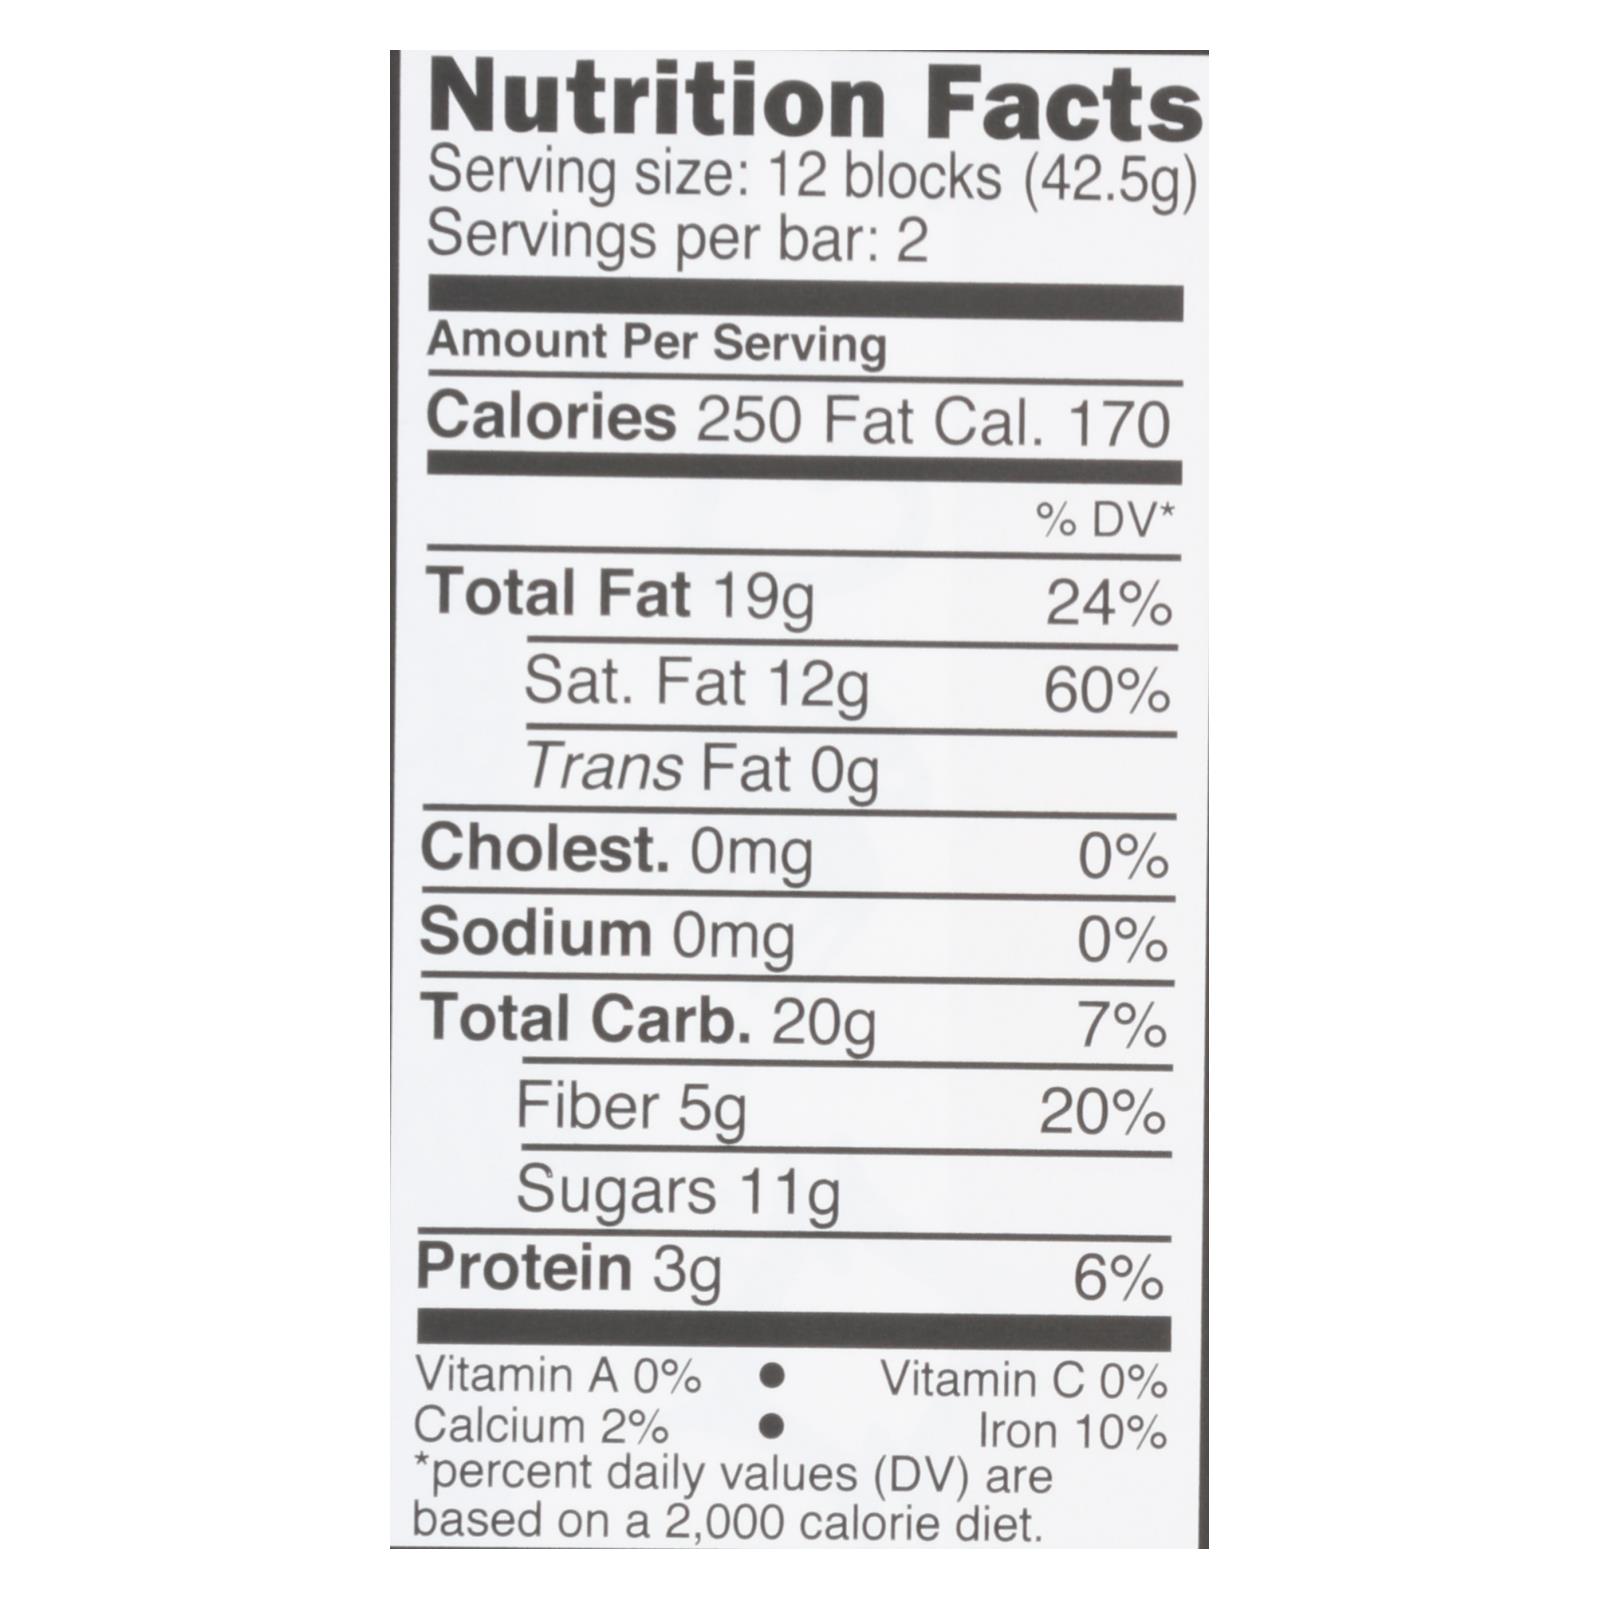 Nutrition Facts
Serving size: 12 blocks (42.5g)
Servings per bar: 2
Amount Per Serving
Calories 250 Fat Cal. 170
% DV*
Total Fat 19g 24%
Sat. Fat 12g 60%
Trans Fat 0g
Cholest. 0mg 0%
Sodium 0mg 0%
Total Carb. 20g 7%
Fiber 5g 20%
Sugars 11g
Protein 3g 6%
Vitamin A 0% ● Vitamin C 0%
Calcium 2% ● Iron 10%
*percent daily values (DV) are
based on a 2,000 calorie diet.